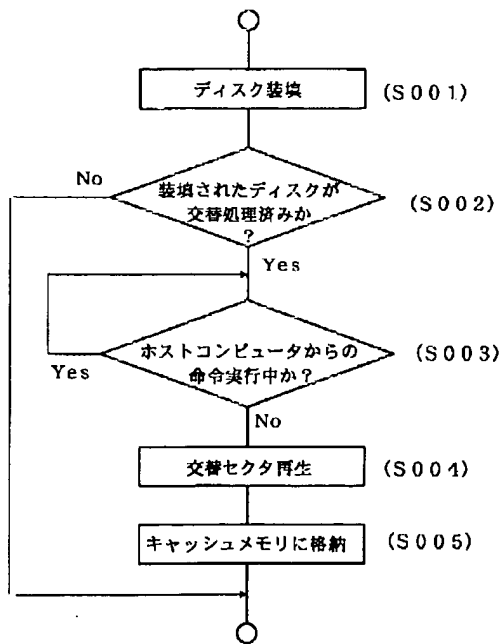 ディスク装填
(S001)
No
装填されたディスクが
交替処理済みか
?
(S002)
Yes
ホストコンピュータからの
命令実行中か?
(S003)
Yes
No
交替セクタ再生
(S004)
キャッシュメモリに格納
(S005)